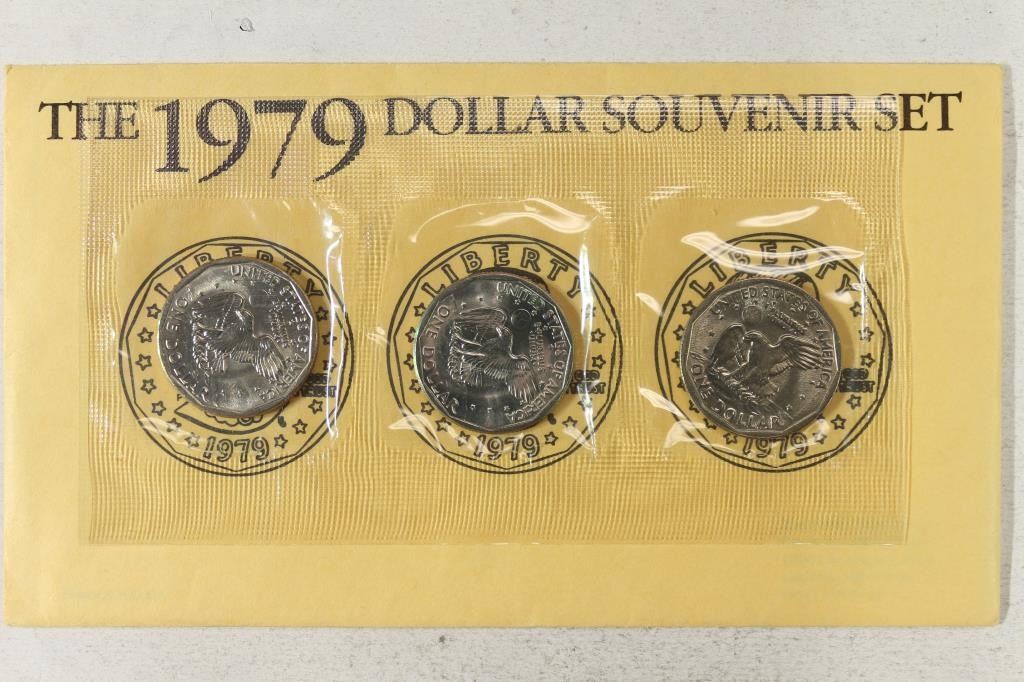 THE 1979 DOLLAR SOUVENIR SET
LIBERTY
UNITED STATES OF AMERICA
ONE DOLLAR
1979
LIBERTY
UNITED STATES OF AMERICA
ONE DOLLAR
1979
LIBERTY
UNITED STATES OF AMERICA
ONE DOLLAR
1979